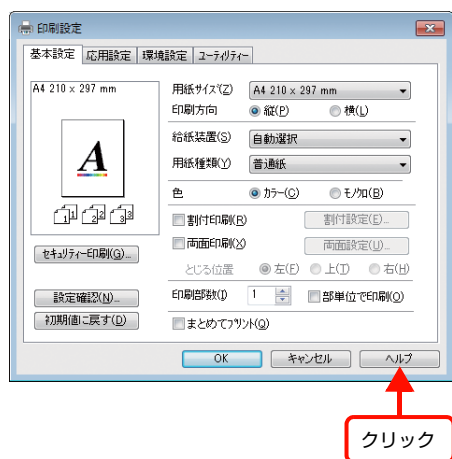 印刷設定
基本設定 応用設定 環境設定 ユーティリティー
A4 210 x 297 mm
用紙サイズ(Z) A4 210 x 297 mm
印刷方向 縦(P) 横(L)
給紙装置(S) 自動選択
用紙種類(Y) 普通紙
A
色 カラー(C) モノクロ(B)
1 1 2 2 3 3
割付印刷(R) 割付設定(E)...
両面印刷(X) 両面設定(U)...
セキュリティー印刷(G)...
とじる位置 左(F) 上(T) 右(H)
設定確認(N)...
印刷部数(I) 1 部単位で印刷(O)
初期値に戻す(D)
まとめてプリント(Q)
OK キャンセル ヘルプ
クリック